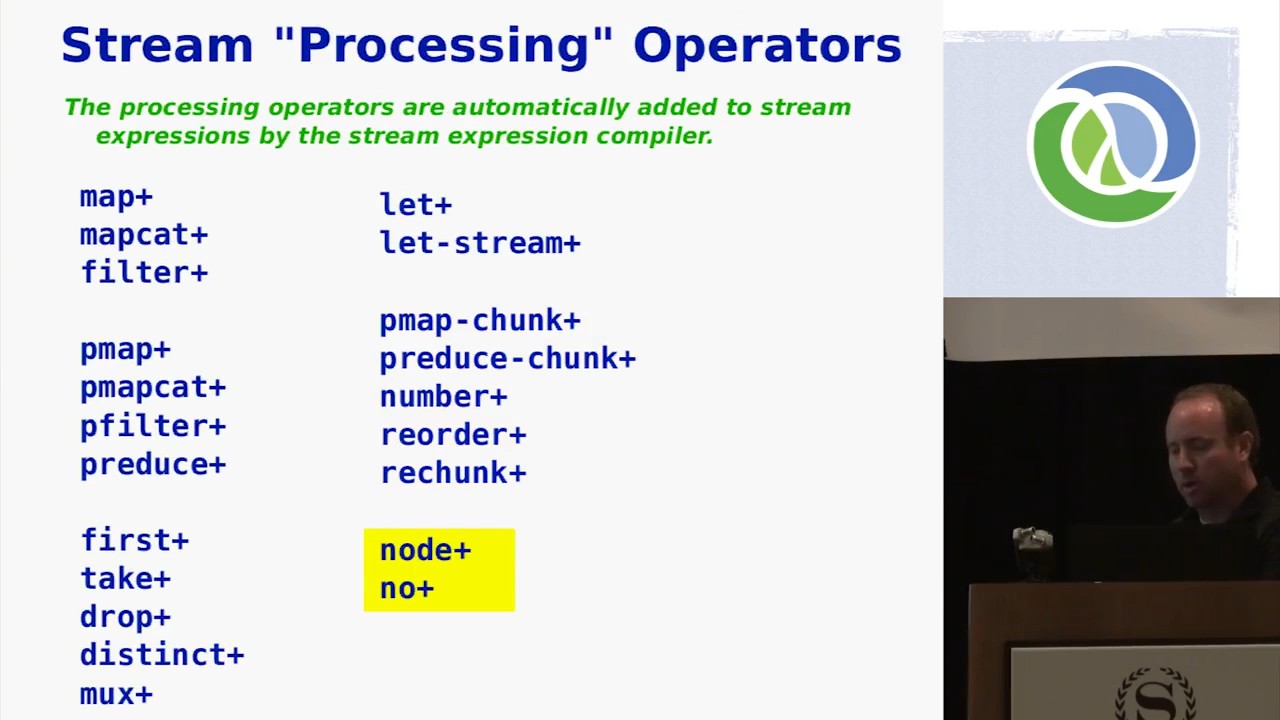 Stream "Processing" Operators
The processing operators are automatically added to stream
expressions by the stream expression compiler.
map+
mapcat+
filter+
pmap+
pmapcat+
pfilter+
preduce+
first+
take+
drop+
distinct+
mux+
let+
let-stream+
pmap-chunk+
preduce-chunk+
number+
reorder+
rechunk+
node+
no+
S